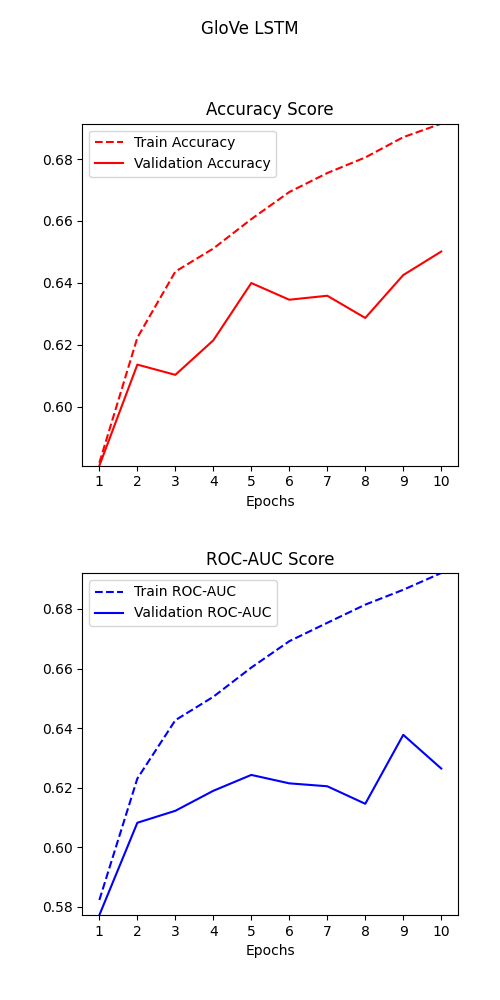 GloVe LSTM
Accuracy Score
Train Accuracy
Validation Accuracy
0.68
0.66
0.64
0.62
0.60
1 2 3 4 5 6 7 8 9 10
Epochs
ROC-AUC Score
Train ROC-AUC
Validation ROC-AUC
0.68
0.66
0.64
0.62
0.60
0.58
1 2 3 4 5 6 7 8 9 10
Epochs